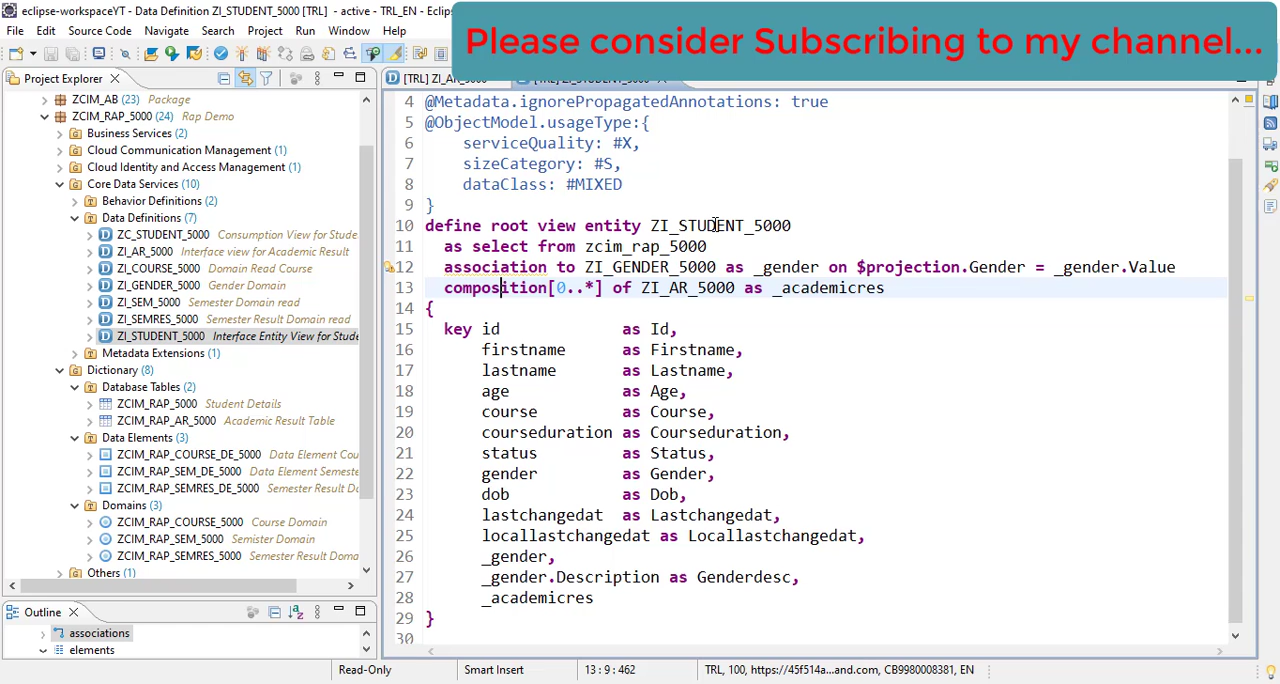 eclipse-workspaceYT - Data Definition ZI_STUDENT_5000 [TRL] - active - TRL_EN - Eclip
Please consider Subscribing to my channel...
File Edit Source Code Navigate Search Project Run Window Help
Project Explorer
ZCIM_AB (23) Package
ZCIM_RAP_5000 (24) Rap Demo
Business Services (2)
Cloud Communication Management (1)
Cloud Identity and Access Management (1)
Core Data Services (10)
Behavior Definitions (2)
Data Definitions (7)
ZC_STUDENT_5000 Consumption View for Stud
ZI_AR_5000 Interface view for Academic Result
ZI_COURSE_5000 Domain Read Course
ZI_GENDER_5000 Gender Domain
ZI_SEM_5000 Semester Domain read
ZI_SEMRES_5000 Semester Result Domain read
ZI_STUDENT_5000 Interface Entity View for Stude
Metadata Extensions (1)
Dictionary (8)
Database Tables (2)
ZCIM_RAP_5000 Student Details
ZCIM_RAP_AR_5000 Academic Result Table
Data Elements (3)
ZCIM_RAP_COURSE_DE_5000 Data Element Cou
ZCIM_RAP_SEM_DE_5000 Data Element Semeste
ZCIM_RAP_SEMRES_DE_5000 Semester Result Do
Domains (3)
ZCIM_RAP_COURSE_5000 Course Domain
ZCIM_RAP_SEM_5000 Semister Domain
ZCIM_RAP_SEMRES_5000 Semester Result Doma
Others (1)
Outline
associations
elements
4 @Metadata.ignorePropagatedAnnotations: true
5 @ObjectModel.usageType:{
6 serviceQuality: #X,
7 sizeCategory: #S,
8 dataClass: #MIXED
9 }
10 define root view entity ZI_STUDENT_5000
11 as select from zcim_rap_5000
12 association to ZI_GENDER_5000 as _gender on $projection.Gender = _gender.Value
13 composition[0..*] of ZI_AR_5000 as _academicres
14 {
15 key id as Id,
16 firstname as Firstname,
17 lastname as Lastname,
18 age as Age,
19 course as Course,
20 courseduration as Courseduration,
21 status as Status,
22 gender as Gender,
23 dob as Dob,
24 lastchangedat as Lastchangedat,
25 locallastchangedat as Locallastchangedat,
26 _gender,
27 _gender.Description as Genderdesc,
28 _academicres
29 }
30
Read-Only Smart Insert 13 : 9 : 462 TRL, 100, https://45f514a...and.com, CB9980008381, EN